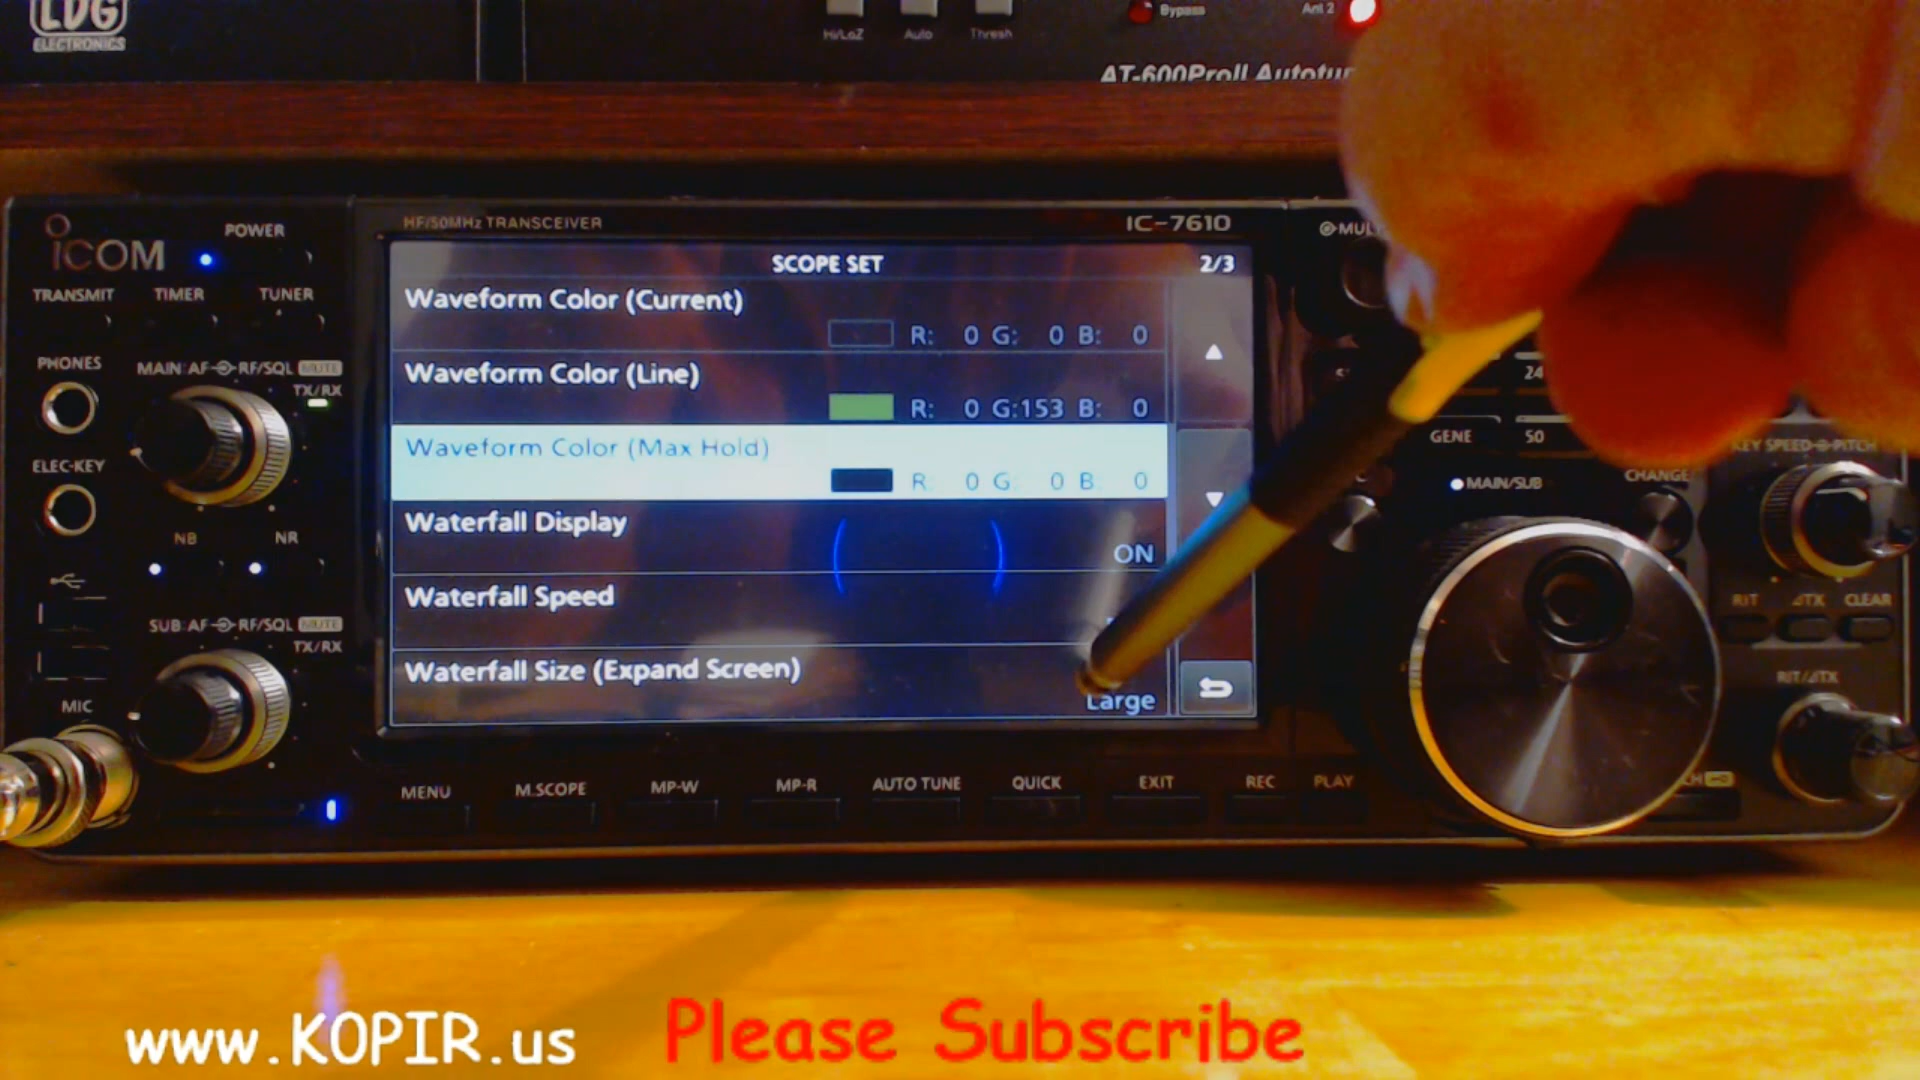 LDG
ELECTRONICS
Hi/LoZ Auto Thresh
Bypass
Ant 2
AT-600ProII
ICOM
POWER
TRANSMIT TIMER TUNER
PHONES
MAIN:AF RF/SQL MUTE
TX/RX
ELEC-KEY
NB NR
SUB:AF RF/SQL MUTE
TX/RX
MIC
HF/50MHz TRANSCEIVER
IC-7610
SCOPE SET 2/3
Waveform Color (Current)
R: 0 G: 0 B: 0
Waveform Color (Line)
R: 0 G:153 B: 0
Waveform Color (Max Hold)
R: 0 G: 0 B: 0
Waterfall Display
ON
Waterfall Speed
Waterfall Size (Expand Screen)
Large
MENU M.SCOPE MP-W MP-R AUTO TUNE QUICK EXIT REC PLAY
24
GENE 50
MAIN/SUB
CHANGE
KEY SPEED PITCH
RIT ⊿TX CLEAR
RIT/⊿TX
www.KOPIR.us
Please Subscribe